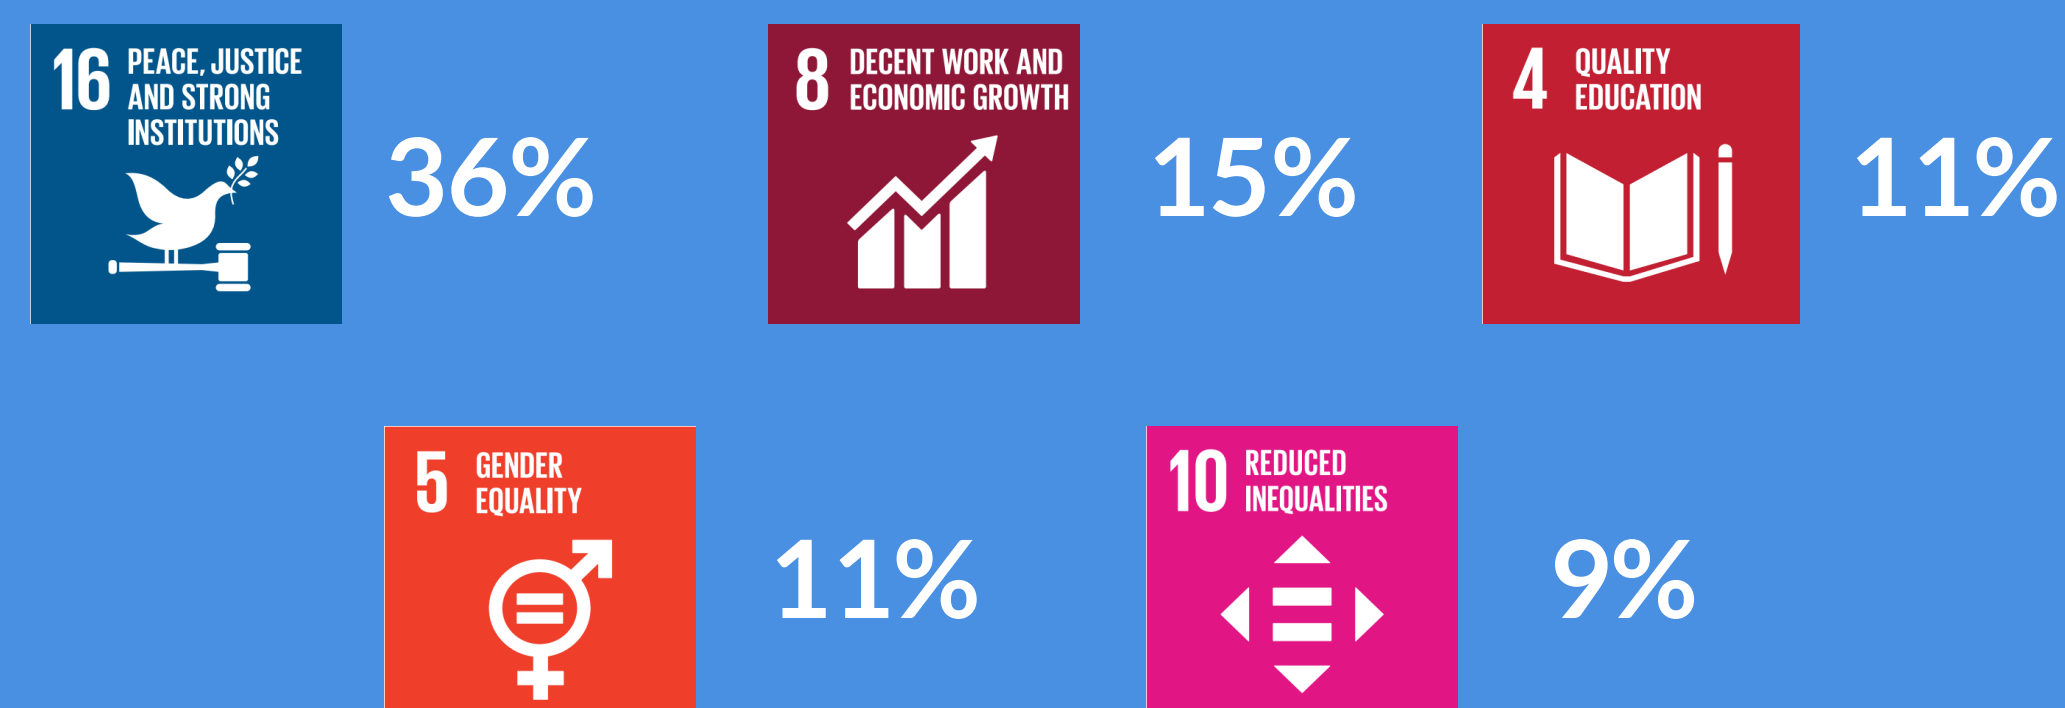 16 PEACE, JUSTICE
AND STRONG
INSTITUTIONS
36%
8 DECENT WORK AND
ECONOMIC GROWTH
15%
4 QUALITY
EDUCATION
11%
5 GENDER
EQUALITY
11%
10 REDUCED
INEQUALITIES
9%